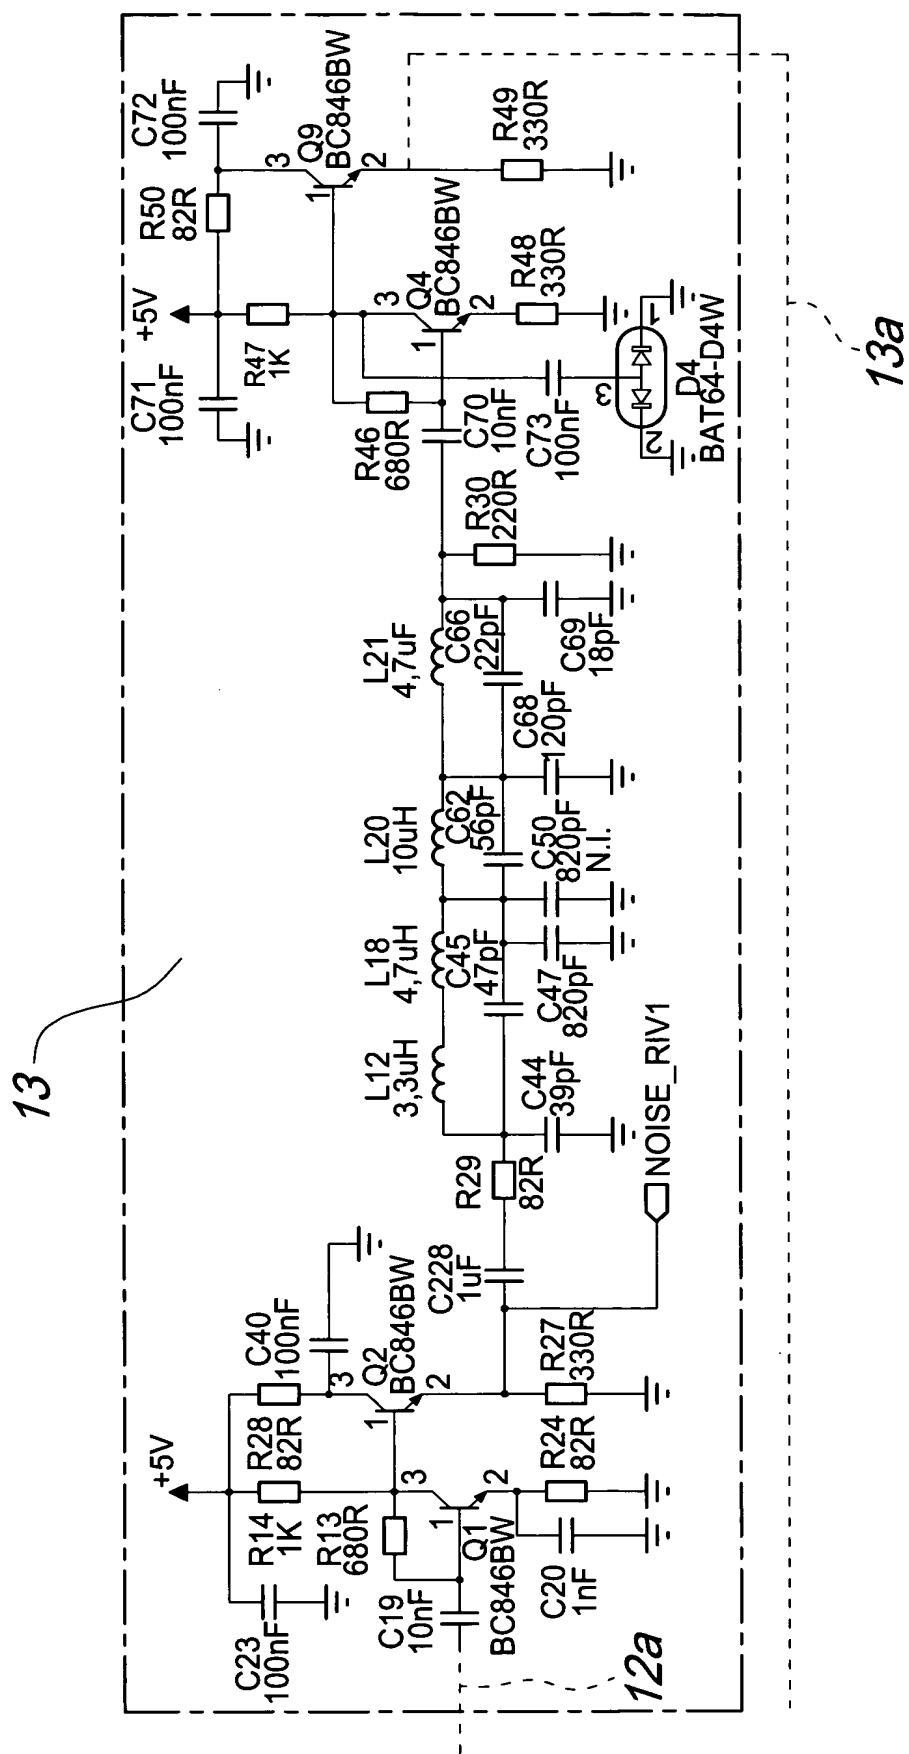 13
+5V
C23
100nF
R14
1K
R28
82R
C40
100nF
R13
680R
C19
10nF
3
1
2
Q1
BC846BW
3
1
2
Q2
BC846BW
C20
1nF
R24
82R
R27
330R
12a
C228
1uF
R29
82R
NOISE_RIV1
L12
3,3uH
C44
39pF
L18
4,7uH
C45
47pF
C47
820pF
L20
10uH
C62
56pF
C50
820pF
N.I.
L21
4,7uF
C66
22pF
C68
120pF
C69
18pF
R30
220R
C71
100nF
+5V
R50
82R
C72
100nF
R47
1K
R46
680R
C70
10nF
C73
100nF
3
1
2
Q4
BC846BW
3
1
2
Q9
BC846BW
R48
330R
R49
330R
3
2
1
D4
BAT64-D4W
13a